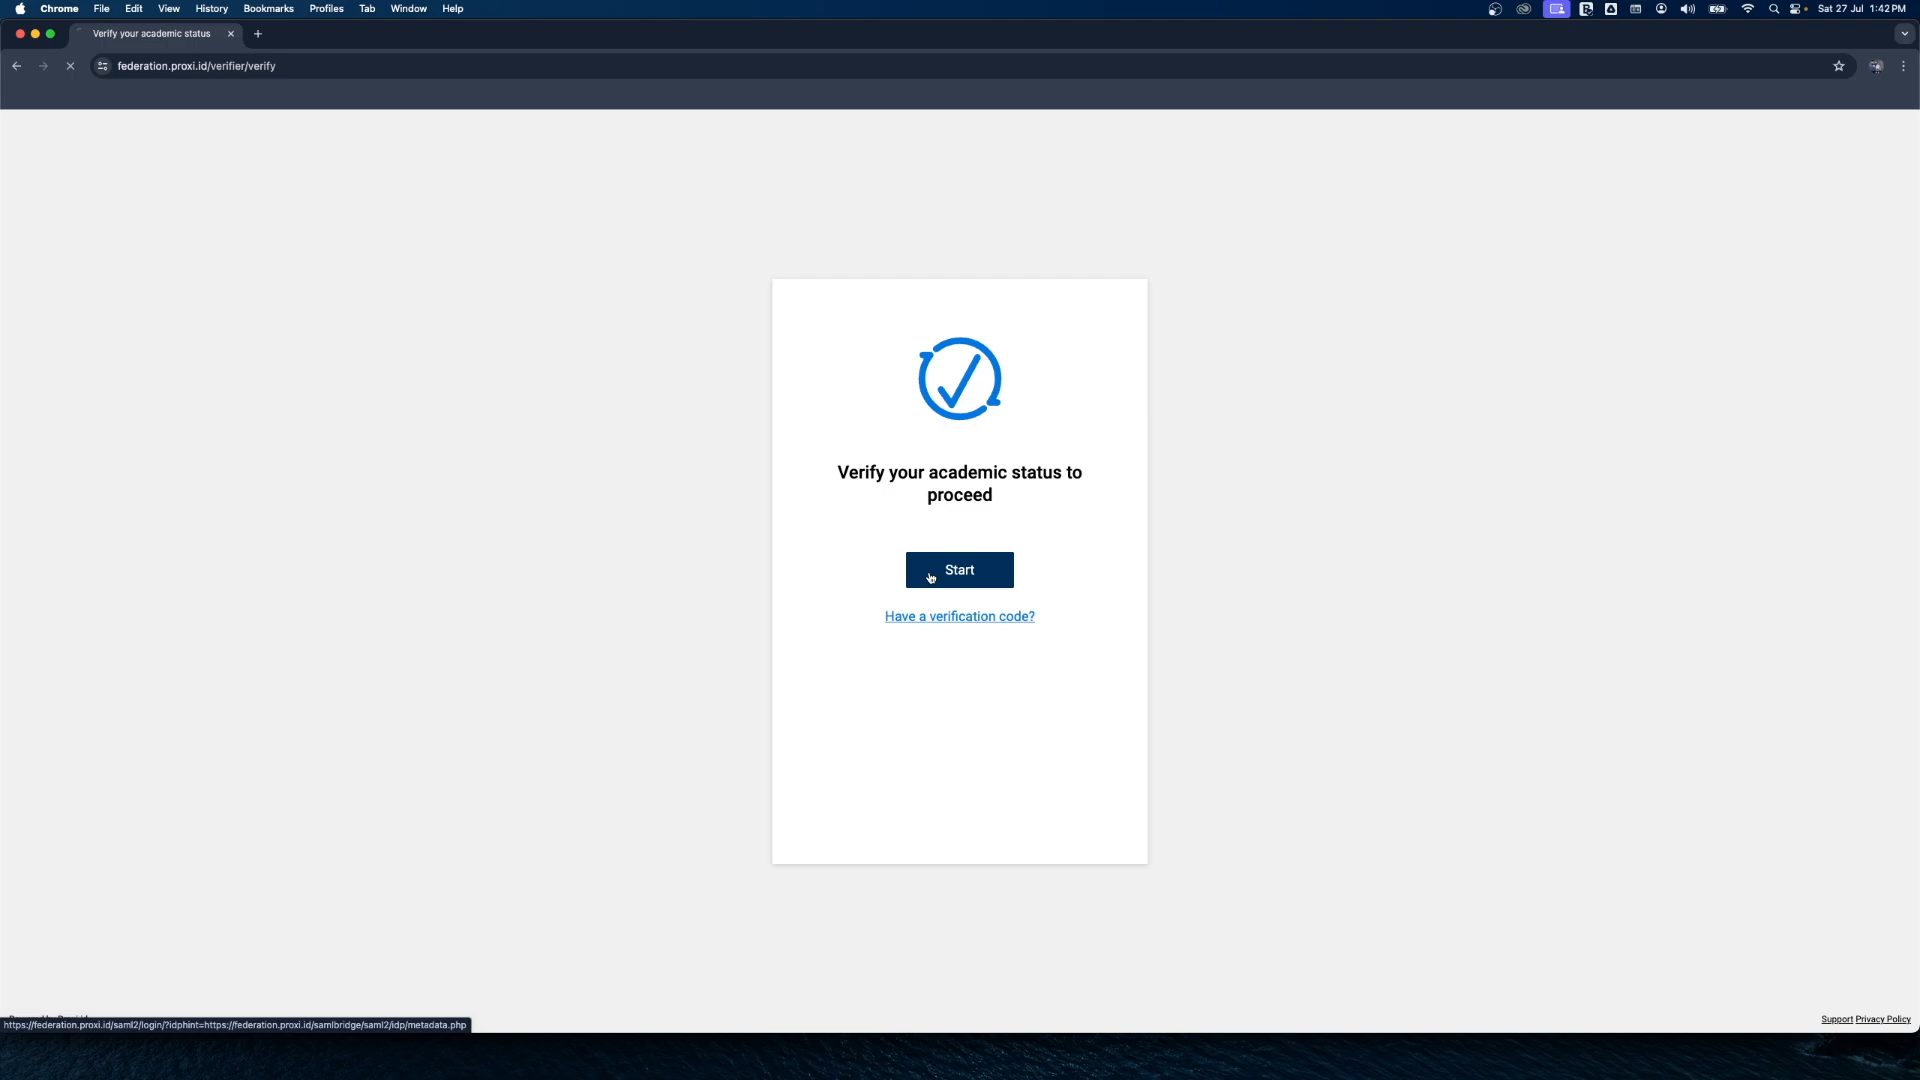 Chrome File Edit View History Bookmarks Profiles Tab Window Help Sat 27 Jul 1:42 PM
Verify your academic status
federation.proxi.id/verifier/verify
Verify your academic status to
proceed
Start
Have a verification code?
https://federation.proxi.id/saml2/login/?idphint=https://federation.proxi.id/samlbridge/saml2/idp/metadata.php
Support Privacy Policy